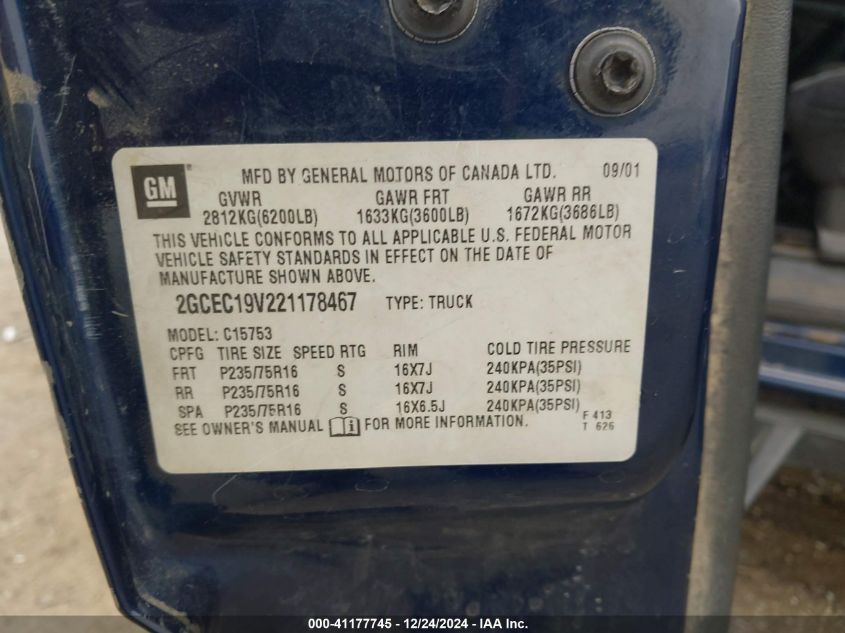 GM MFD BY GENERAL MOTORS OF CANADA LTD. 09/01
GVWR GAWR FRT GAWR RR
2812KG(6200LB) 1633KG(3600LB) 1672KG(3686LB)
THIS VEHICLE CONFORMS TO ALL APPLICABLE U.S. FEDERAL MOTOR
VEHICLE SAFETY STANDARDS IN EFFECT ON THE DATE OF
MANUFACTURE SHOWN ABOVE.
2GCEC19V221178467 TYPE: TRUCK
MODEL: C15753
CPFG TIRE SIZE SPEED RTG RIM COLD TIRE PRESSURE
FRT P235/75R16 S 16X7J 240KPA(35PSI)
RR P235/75R16 S 16X7J 240KPA(35PSI)
SPA P235/75R16 S 16X6.5J 240KPA(35PSI)
SEE OWNER'S MANUAL i FOR MORE INFORMATION.
F 413
T 626
000-41177745 - 12/24/2024 - IAA Inc.